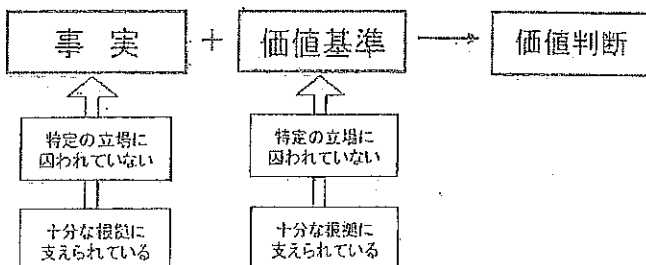 事実 + 価値基準 → 価値判断
特定の立場に
囚われていない
特定の立場に
囚われていない
十分な根拠に
支えられている
十分な根拠に
支えられている